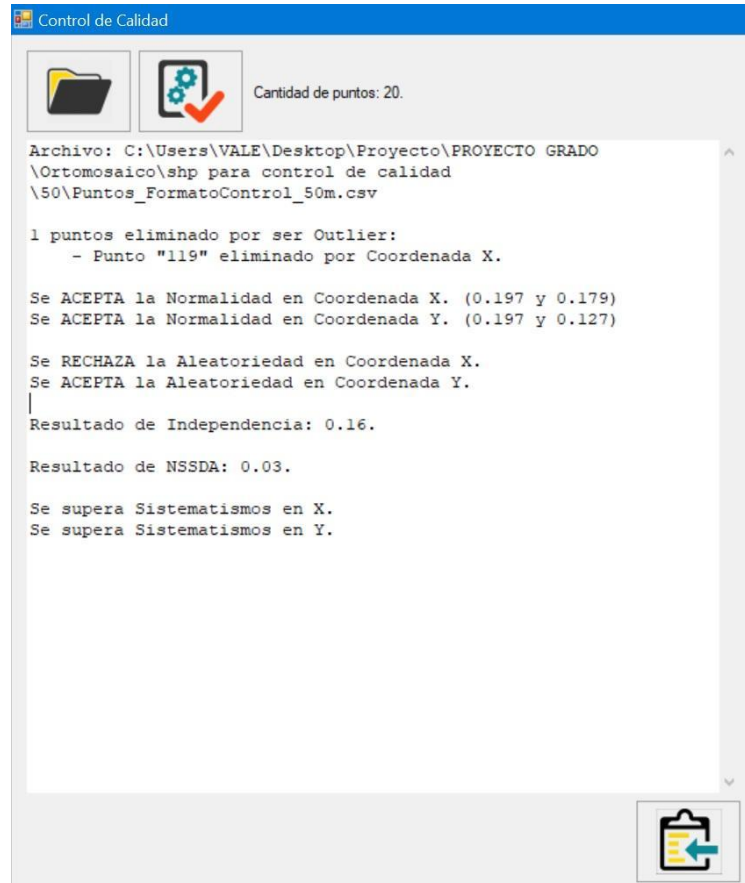 Control de Calidad
Cantidad de puntos: 20.
Archivo: C:\Users\VALE\Desktop\Proyecto\PROYECTO GRADO
\Ortomosaico\shp para control de calidad
\50\Puntos_FormatoControl_50m.csv
1 puntos eliminado por ser Outlier:
- Punto "119" eliminado por Coordenada X.
Se ACEPTA la Normalidad en Coordenada X. (0.197 y 0.179)
Se ACEPTA la Normalidad en Coordenada Y. (0.197 y 0.127)
Se RECHAZA la Aleatoriedad en Coordenada X.
Se ACEPTA la Aleatoriedad en Coordenada Y.
Resultado de Independencia: 0.16.
Resultado de NSSDA: 0.03.
Se supera Sistematismos en X.
Se supera Sistematismos en Y.